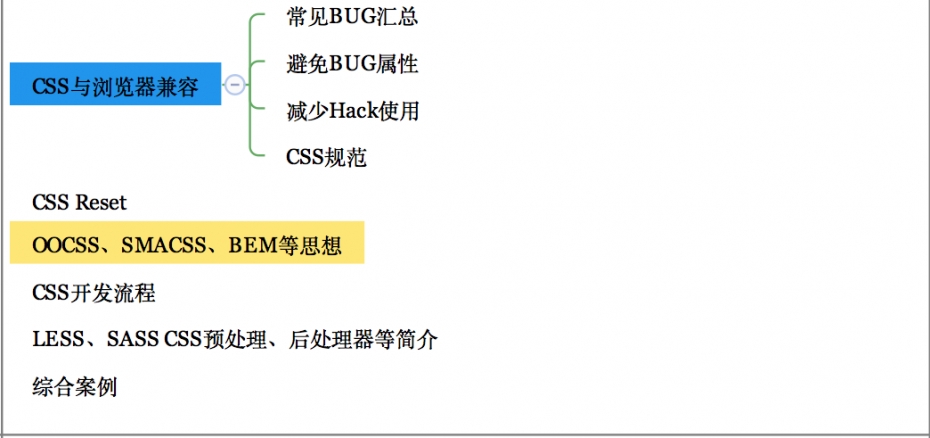 常见BUG汇总
避免BUG属性
CSS与浏览器兼容
减少Hack使用
CSS规范
CSS Reset
OOCSS、SMACSS、BEM等思想
CSS开发流程
LESS、SASS CSS预处理、后处理器等简介
综合案例